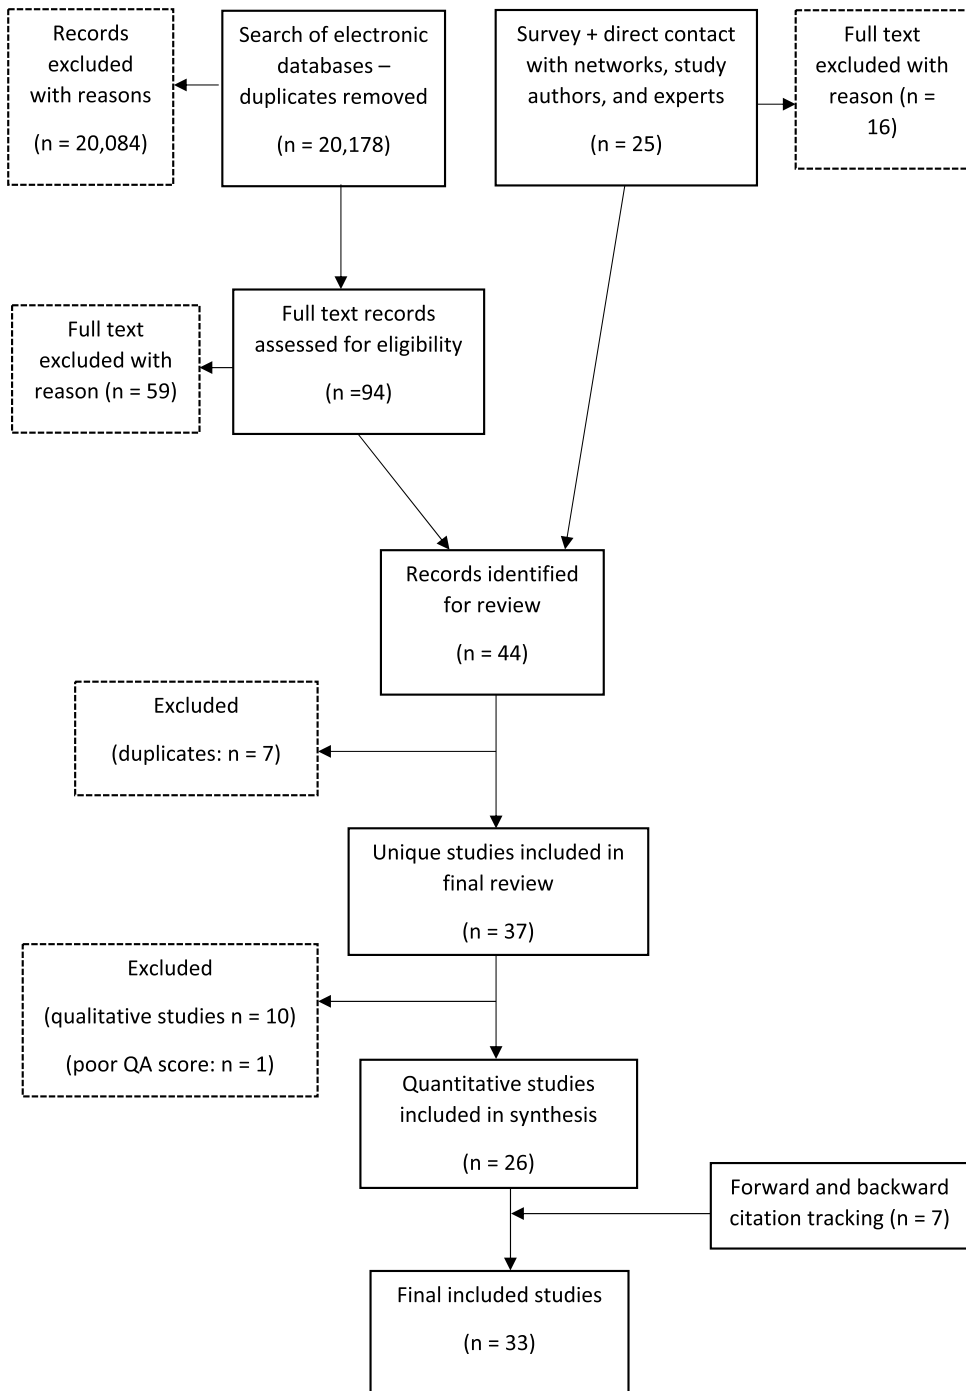 Records
excluded
with reasons
(n = 20,084)
Search of electronic
databases –
duplicates removed
(n = 20,178)
Survey + direct contact
with networks, study
authors, and experts
(n = 25)
Full text
excluded with
reason (n =
16)
Full text
excluded with
reason (n = 59)
Full text records
assessed for eligibility
(n =94)
Records identified
for review
(n = 44)
Excluded
(duplicates: n = 7)
Unique studies included in
final review
(n = 37)
Excluded
(qualitative studies n = 10)
(poor QA score: n = 1)
Quantitative studies
included in synthesis
(n = 26)
Forward and backward
citation tracking (n = 7)
Final included studies
(n = 33)